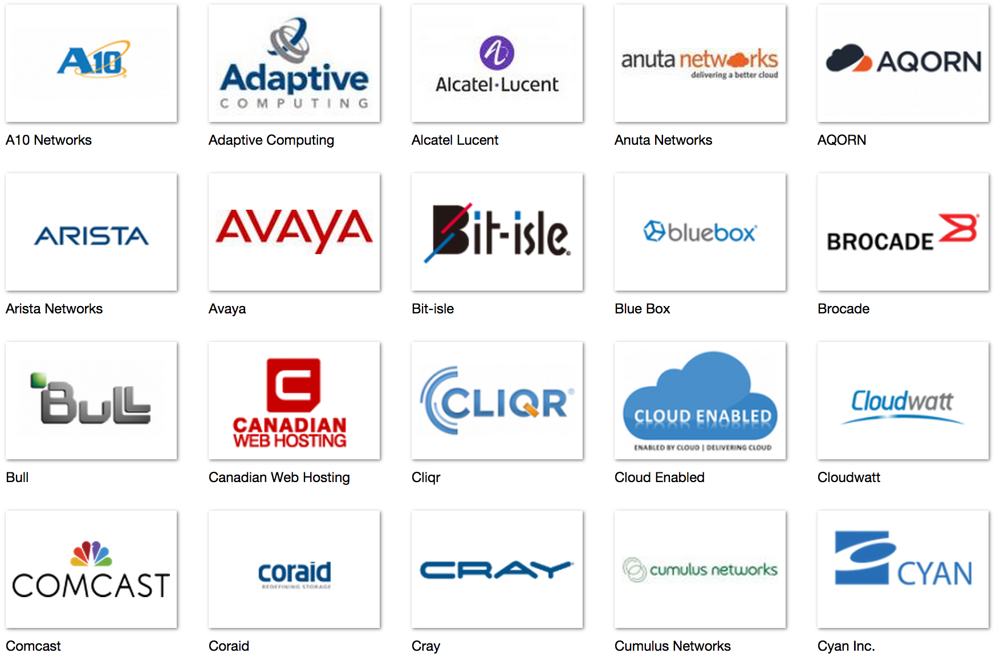 A10
Adaptive
COMPUTING
Alcatel·Lucent
anuta networks
delivering a better cloud
AQORN
A10 Networks
Adaptive Computing
Alcatel Lucent
Anuta Networks
AQORN
ARISTA
AVAYA
Bit-isle
bluebox
BROCADE
Arista Networks
Avaya
Bit-isle
Blue Box
Brocade
Bull
C
CANADIAN
WEB HOSTING
CLIQR®
CLOUD ENABLED
ENABLED BY CLOUD | DELIVERING CLOUD
Cloudwatt
Bull
Canadian Web Hosting
Cliqr
Cloud Enabled
Cloudwatt
COMCAST
coraid
REDEFINING STORAGE
CRAY
cumulus networks
CYAN
Comcast
Coraid
Cray
Cumulus Networks
Cyan Inc.